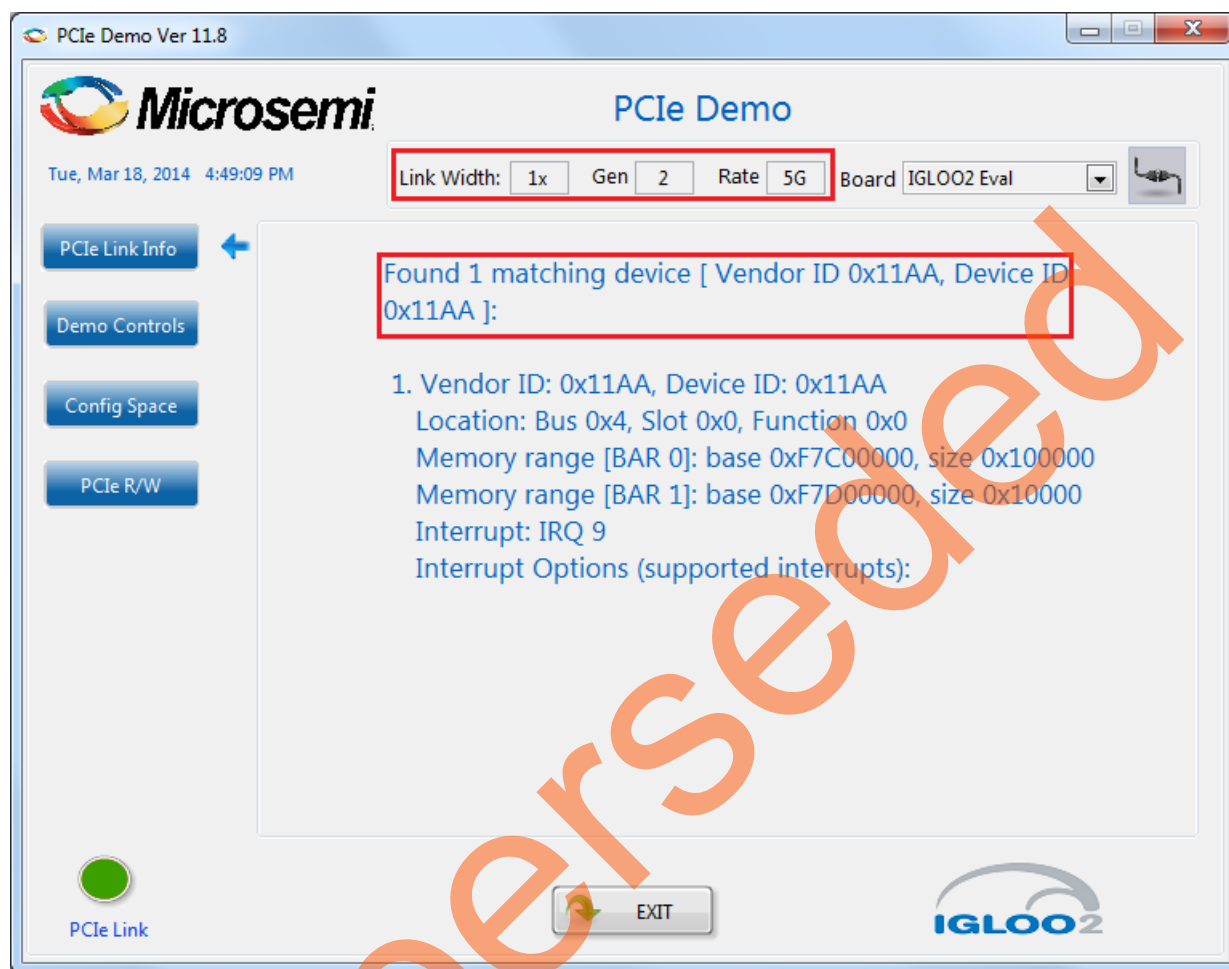 PCIe Demo Ver 11.8
Microsemi
PCIe Demo
Tue, Mar 18, 2014 4:49:09 PM
Link Width: 1x Gen 2 Rate 5G Board IGLOO2 Eval
PCIe Link Info
Demo Controls
Config Space
PCIe R/W
Found 1 matching device [ Vendor ID 0x11AA, Device ID
0x11AA ]:
1. Vendor ID: 0x11AA, Device ID: 0x11AA
Location: Bus 0x4, Slot 0x0, Function 0x0
Memory range [BAR 0]: base 0xF7C00000, size 0x100000
Memory range [BAR 1]: base 0xF7D00000, size 0x10000
Interrupt: IRQ 9
Interrupt Options (supported interrupts):
PCIe Link
EXIT
IGLOO2
erseded